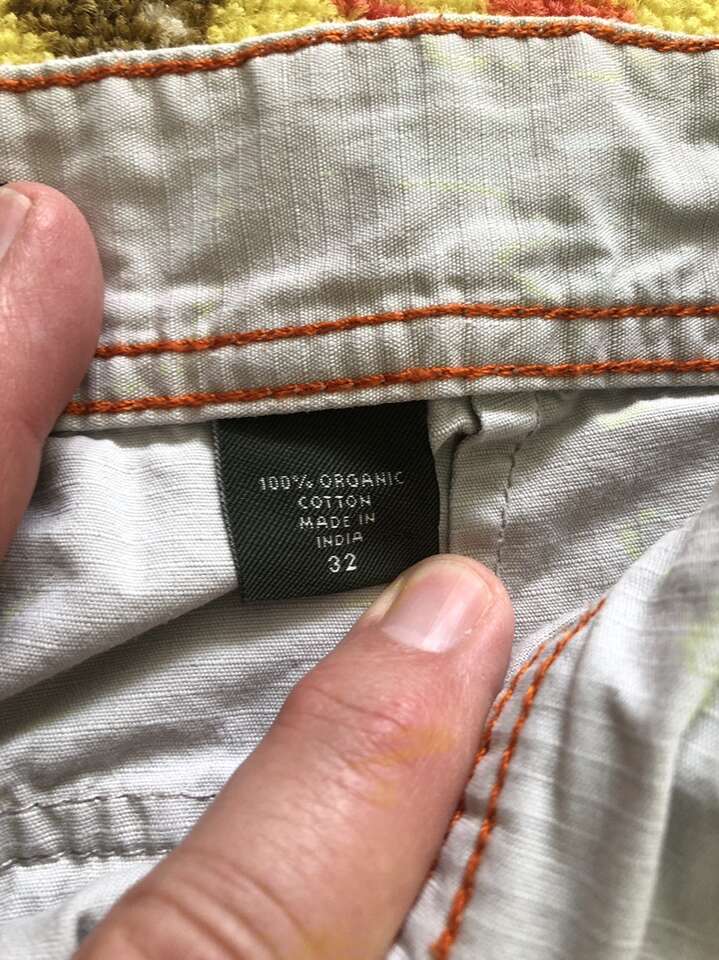 100% ORGANIC
COTTON
MADE IN
INDIA
32